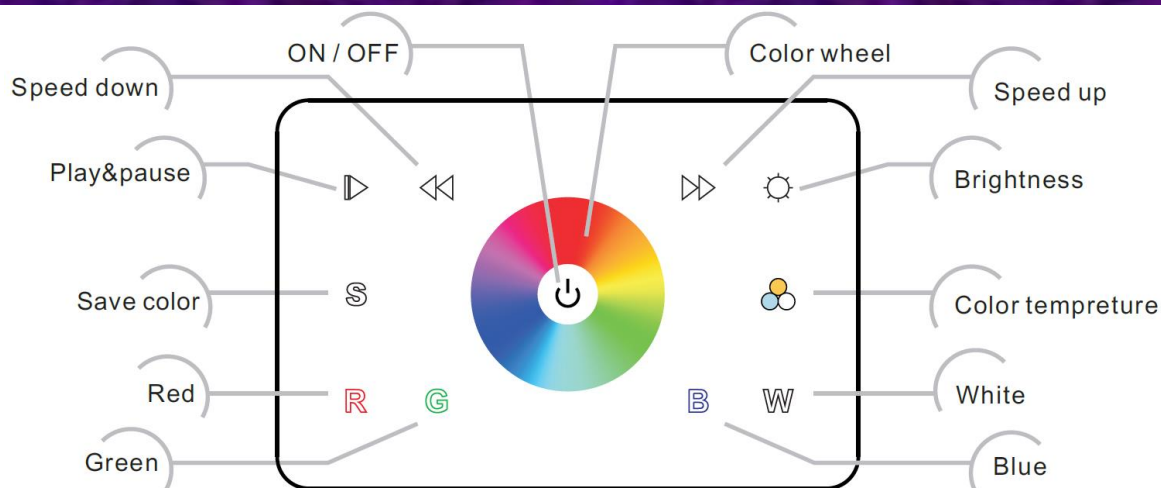 ON / OFF
Color wheel
Speed down
Speed up
Play&pause
Brightness
S
Save color
Color tempreture
Red
R
G
B
W
White
Green
Blue